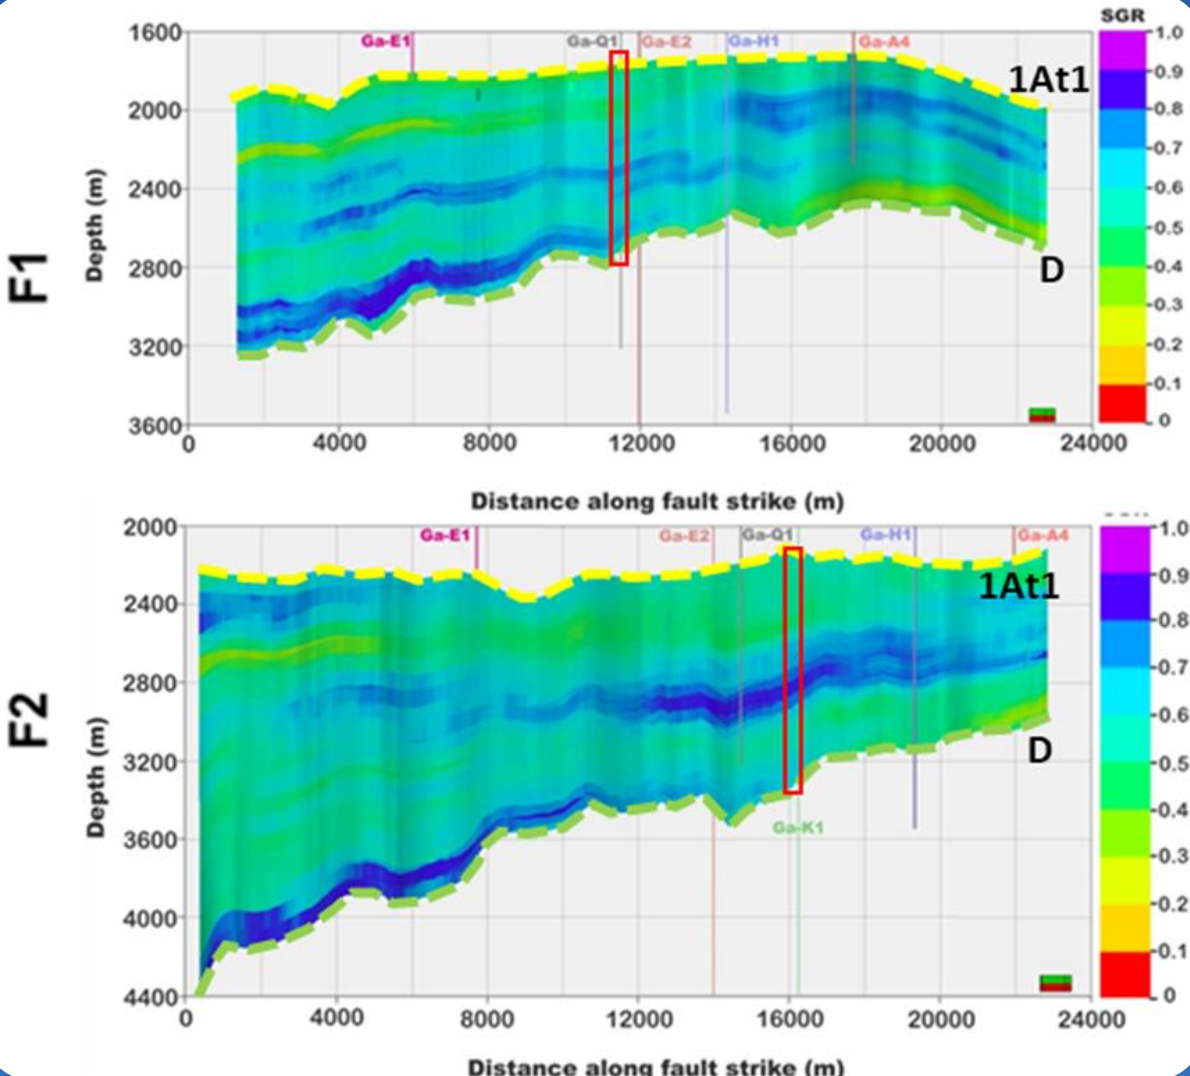 SGR
1600
Ga-E1
Ga-Q1
Ga-E2
Ga-H1
Ga-A4
1.0
1At1
0.9
2000
0.8
0.7
2400
0.6
Depth (m)
F1
0.5
2800
D
0.4
0.3
3200
0.2
0.1
3600
0
0 4000 8000 12000 16000 20000 24000
Distance along fault strike (m)
2000
Ga-E1
Ga-E2
Ga-Q1
Ga-H1
Ga-A4
1.0
1At1
0.9
2400
0.8
0.7
2800
0.6
Depth (m)
F2
D
0.5
3200
0.4
Ga-K1
3600
0.3
0.2
4000
0.1
4400
0
0 4000 8000 12000 16000 20000 24000
Distance along fault strike (m)